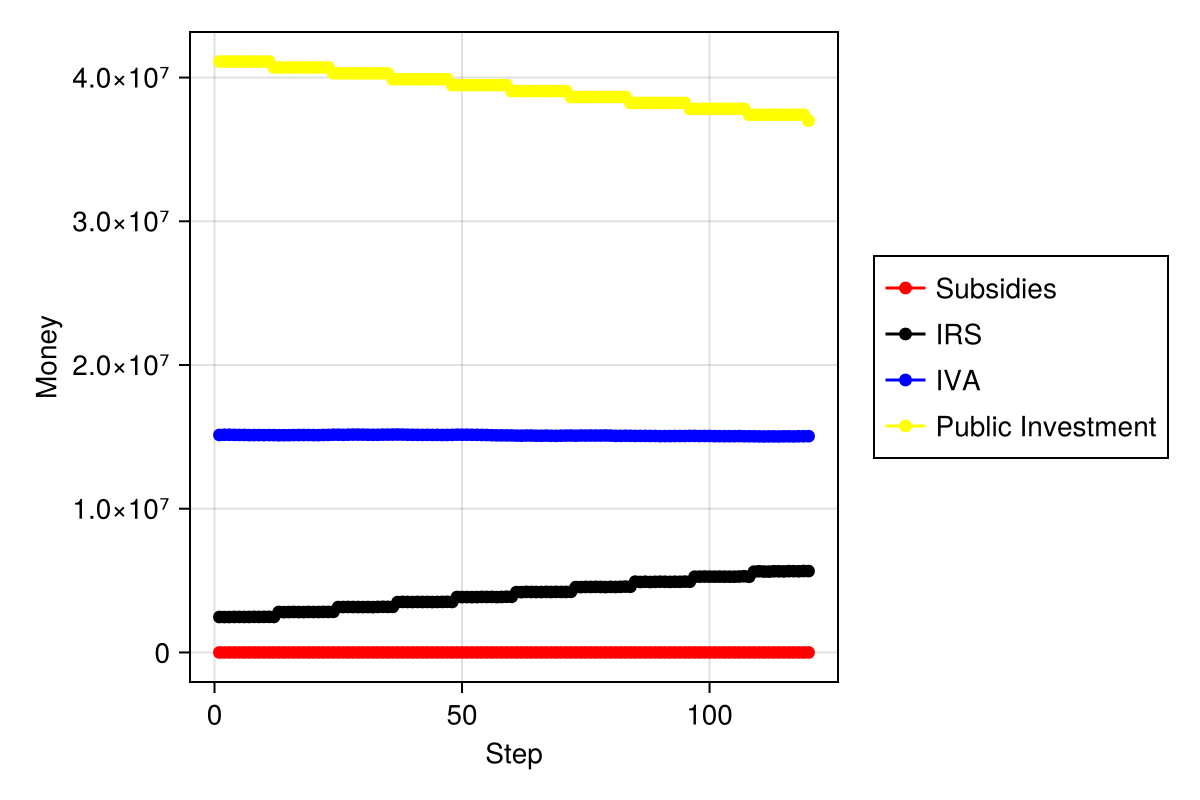 4.0×10⁷
3.0×10⁷
2.0×10⁷
1.0×10⁷
0
Money
0
50
100
Step
Subsidies
IRS
IVA
Public Investment